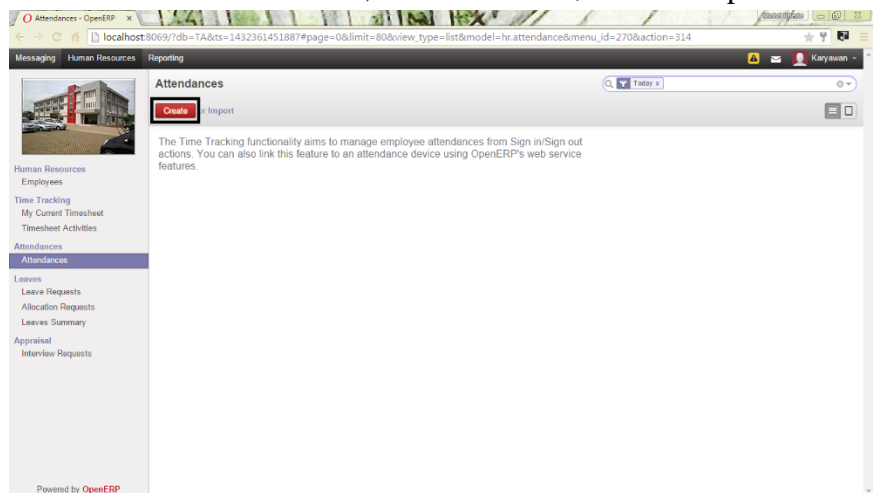 Attendances - OpenERP x
localhost:8069/?db=TA&ts=1432361451887#page=0&limit=80&view_type=list&model=hr.attendance&menu_id=270&action=314
Messaging Human Resources Reporting Karyawan
Attendances
Today x
Create or Import
The Time Tracking functionality aims to manage employee attendances from Sign in/Sign out
actions. You can also link this feature to an attendance device using OpenERP's web service
features.
Human Resources
Employees
Time Tracking
My Current Timesheet
Timesheet Activities
Attendances
Attendances
Leaves
Leave Requests
Allocation Requests
Leaves Summary
Appraisal
Interview Requests
Powered by OpenERP